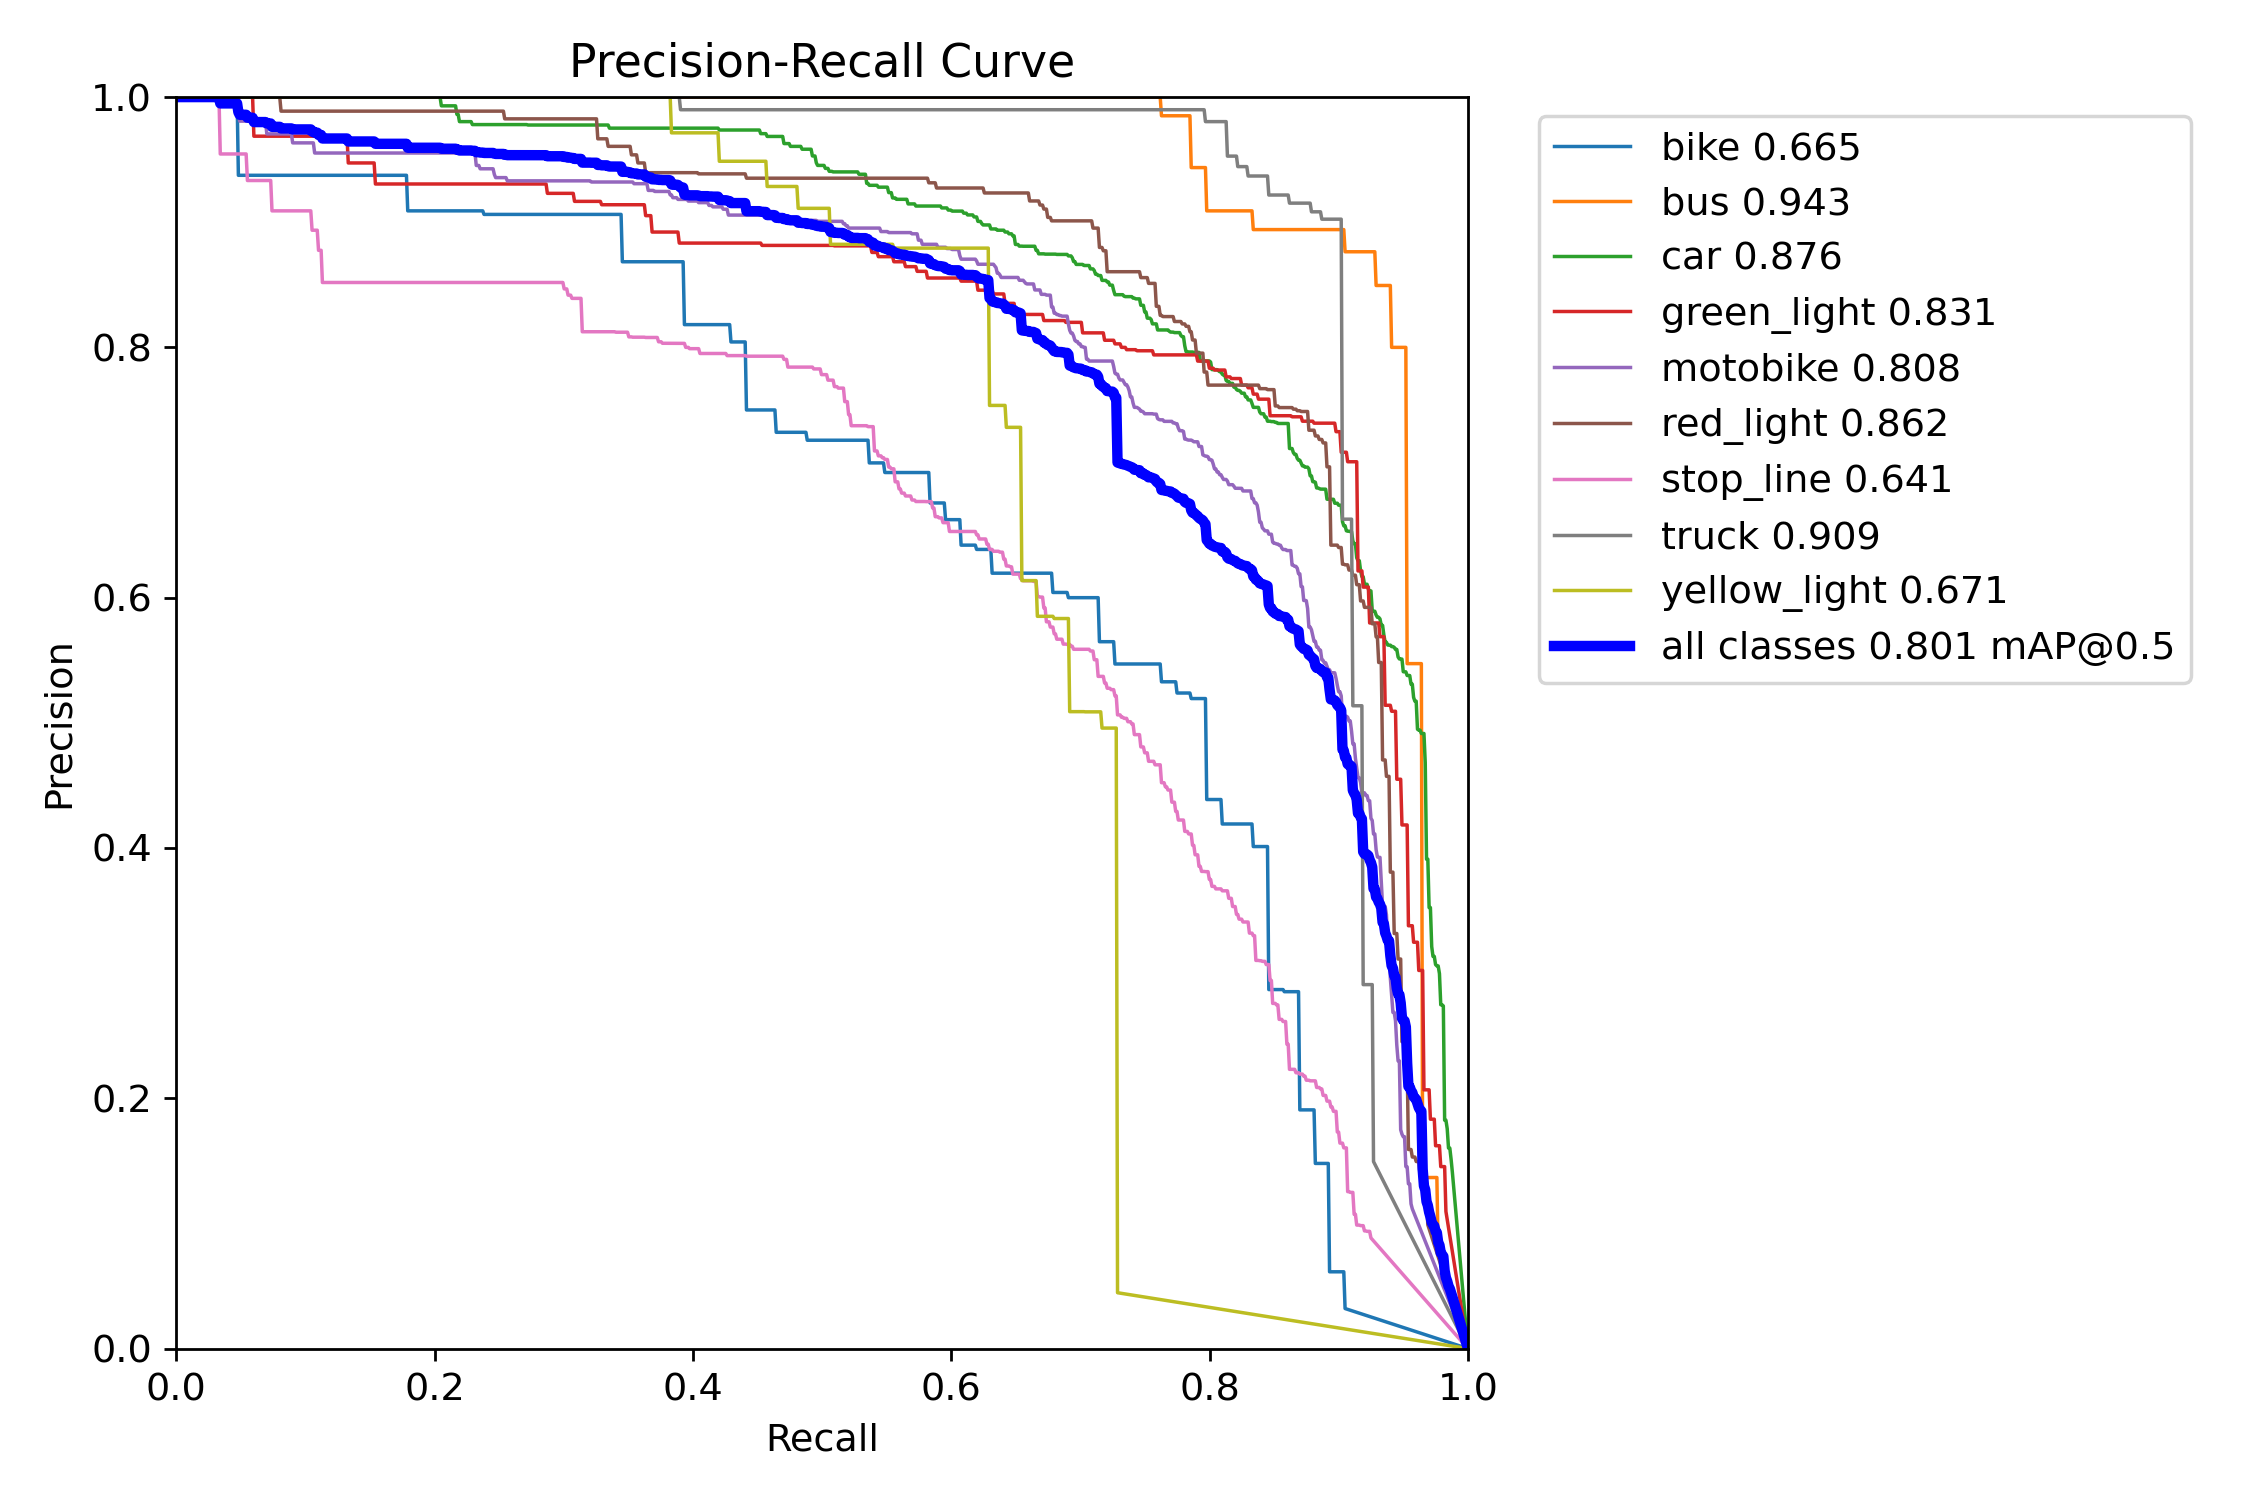 Precision-Recall Curve
1.0
0.8
0.6
0.4
0.2
0.0
Precision
0.0 0.2 0.4 0.6 0.8 1.0
Recall
bike 0.665
bus 0.943
car 0.876
green_light 0.831
motobike 0.808
red_light 0.862
stop_line 0.641
truck 0.909
yellow_light 0.671
all classes 0.801 mAP@0.5